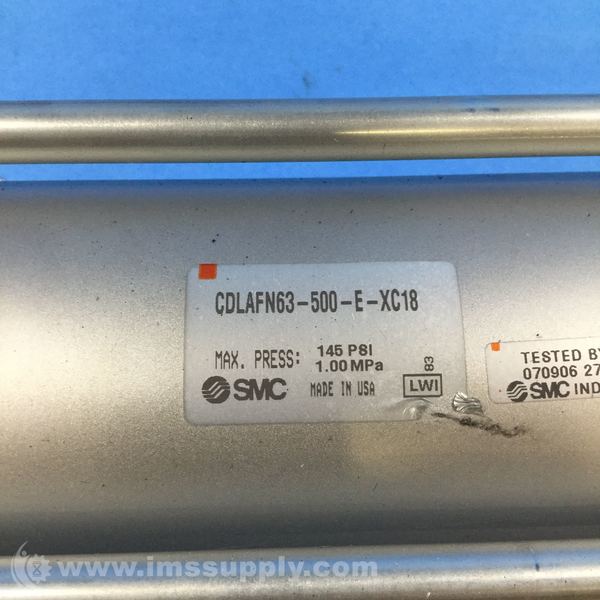 CDLAFN63-500-E-XC18
MAX. PRESS: 145 PSI
1.00 MPa
SMC MADE IN USA LWI 83
TESTED BY
070906 27
SMC IND
www.imssupply.com